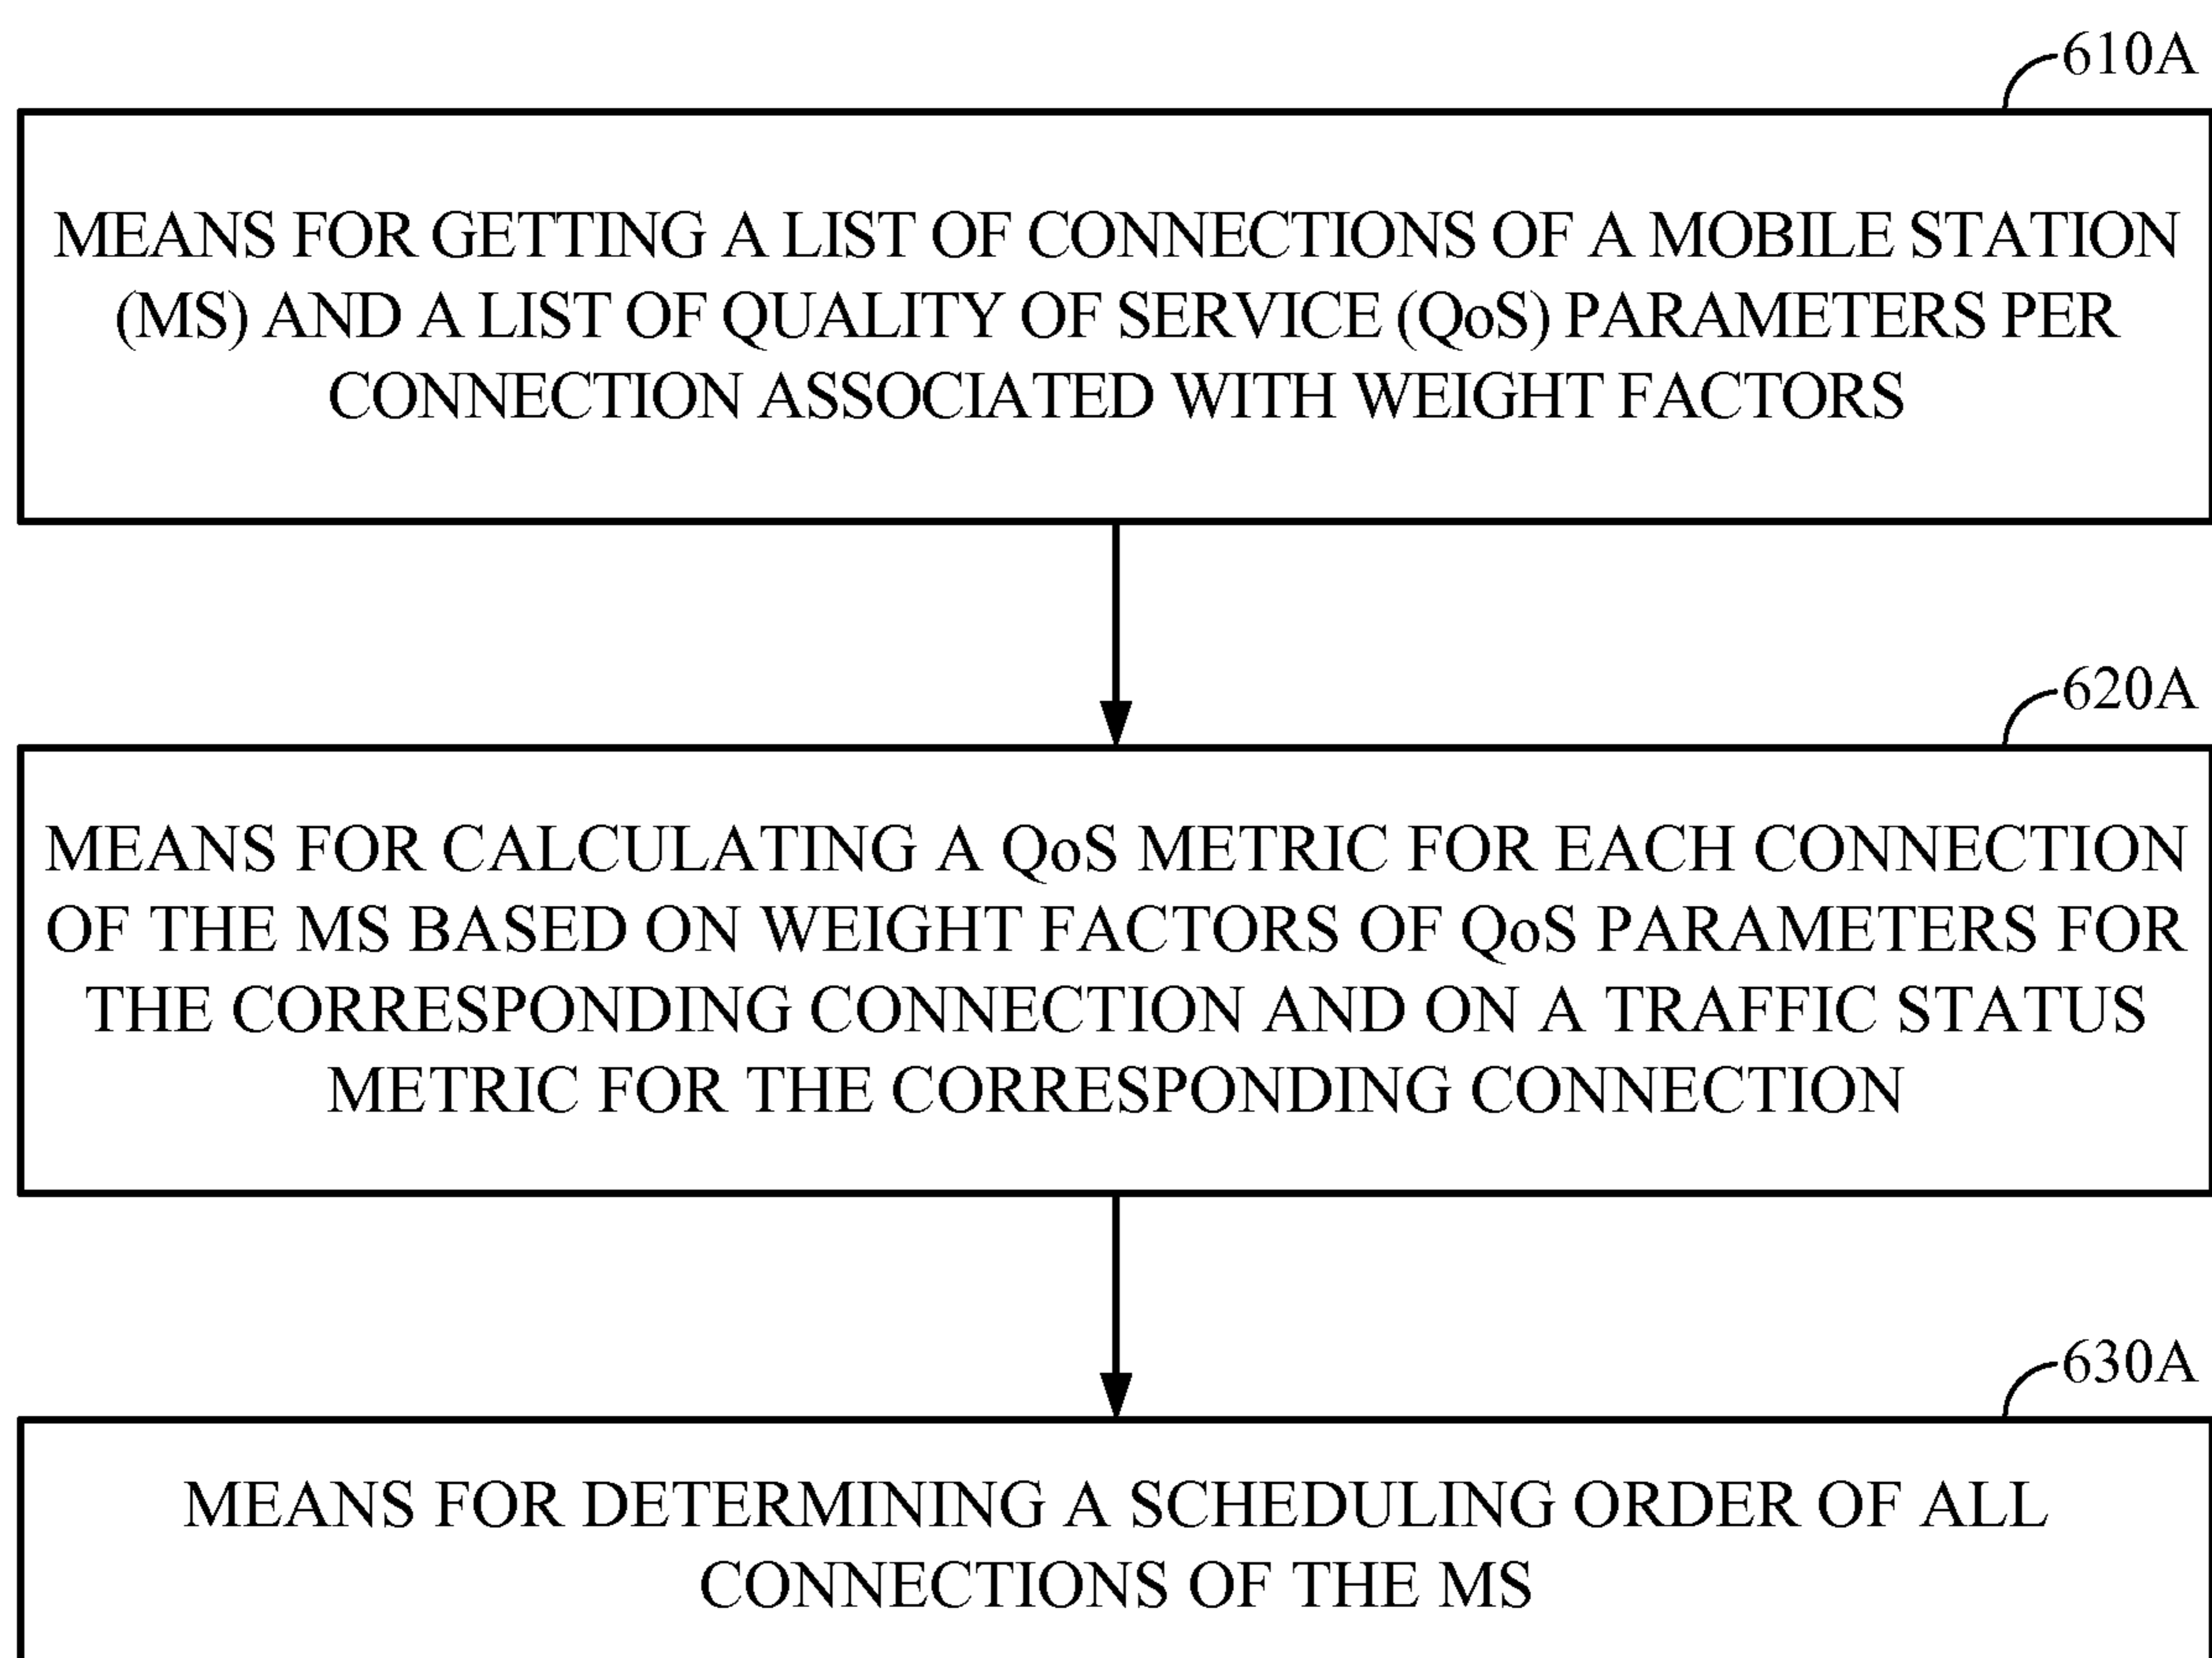 610A
MEANS FOR GETTING A LIST OF CONNECTIONS OF A MOBILE STATION
(MS) AND A LIST OF QUALITY OF SERVICE (QoS) PARAMETERS PER
CONNECTION ASSOCIATED WITH WEIGHT FACTORS
620A
MEANS FOR CALCULATING A QoS METRIC FOR EACH CONNECTION
OF THE MS BASED ON WEIGHT FACTORS OF QoS PARAMETERS FOR
THE CORRESPONDING CONNECTION AND ON A TRAFFIC STATUS
METRIC FOR THE CORRESPONDING CONNECTION
630A
MEANS FOR DETERMINING A SCHEDULING ORDER OF ALL
CONNECTIONS OF THE MS